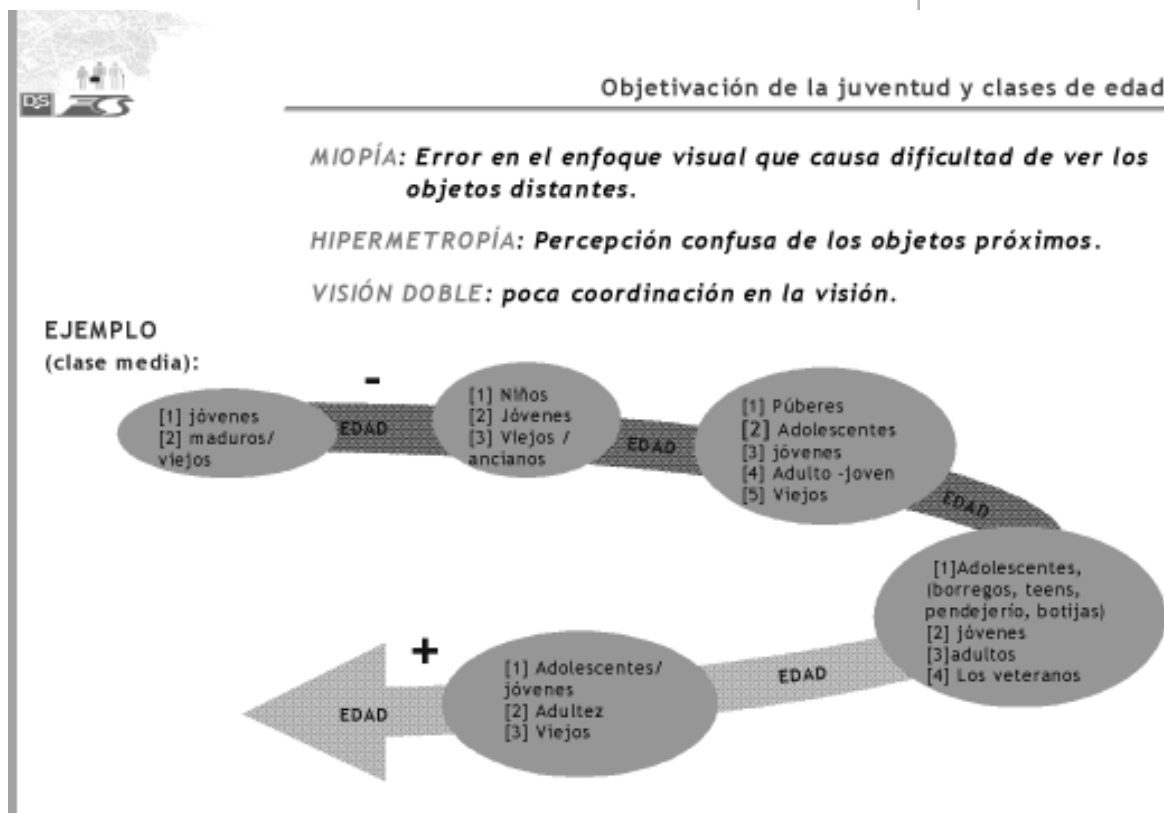 DS
Objetivación de la juventud y clases de edad
MIOPÍA: Error en el enfoque visual que causa dificultad de ver los
objetos distantes.
HIPERMETROPÍA: Percepción confusa de los objetos próximos.
VISIÓN DOBLE: poca coordinación en la visión.
EJEMPLO
(clase media):
-
[1] jóvenes
[2] maduros/
viejos
EDAD
[1] Niños
[2] Jóvenes
[3] Viejos /
ancianos
EDAD
[1] Púberes
[2] Adolescentes
[3] jóvenes
[4] Adulto -joven
[5] Viejos
EDAD
[1]Adolescentes,
(borregos, teens,
pendejerío, botijas)
[2] jóvenes
[3]adultos
[4] Los veteranos
EDAD
[1] Adolescentes/
jóvenes
[2] Adultez
[3] Viejos
+
EDAD